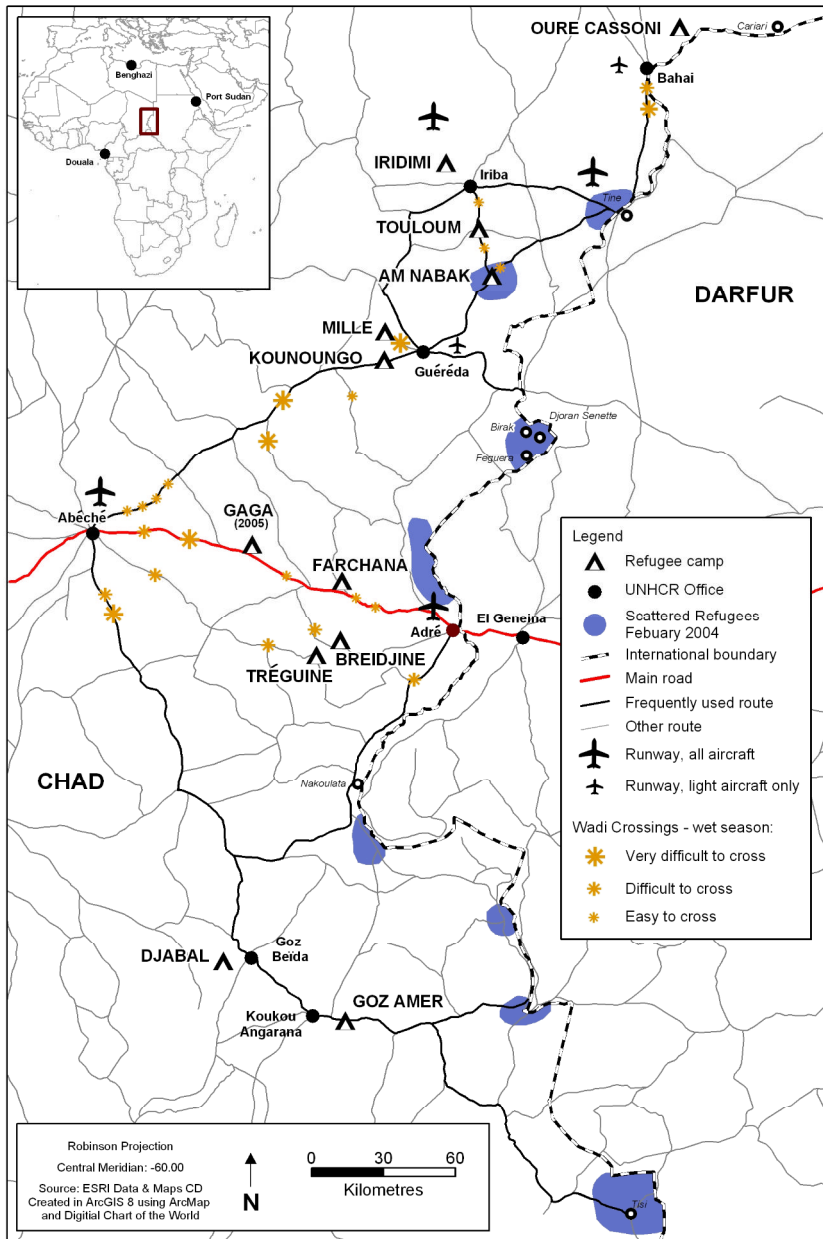 OURE CASSONI
Cariari
Bahai
Benghazi
Port Sudan
Douala
IRIDIMI
Iriba
Tine
TOULOUM
AM NABAK
DARFUR
MILLE
KOUNOUNGO
Guéréda
Djoran Senette
Birak
Feguera
Abéché
GAGA
(2005)
FARCHANA
El Geneina
Adré
BREIDJINE
TRÉGUINE
CHAD
Nakoulata
DJABAL
Goz
Beïda
GOZ AMER
Koukou
Angarana
Tisi
Legend
Refugee camp
UNHCR Office
Scattered Refugees
Febuary 2004
International boundary
Main road
Frequently used route
Other route
Runway, all aircraft
Runway, light aircraft only
Wadi Crossings - wet season:
Very difficult to cross
Difficult to cross
Easy to cross
Robinson Projection
Central Meridian: -60.00
Source: ESRI Data & Maps CD
Created in ArcGIS 8 using ArcMap
and Digitial Chart of the World
N
0 30 60
Kilometres